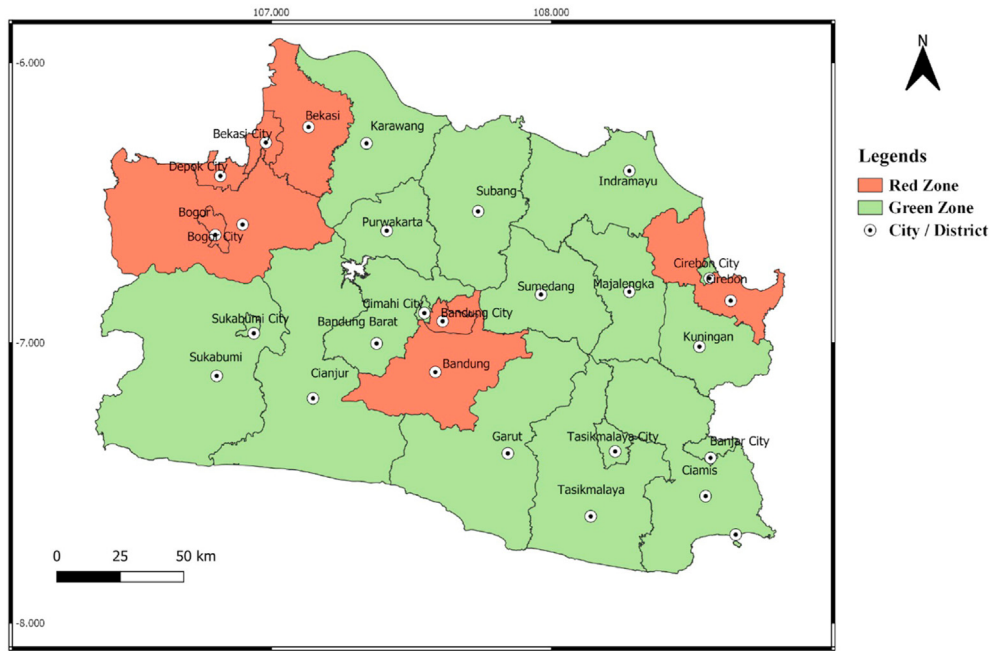 107.000
108.000
N
-6.000
Bekasi
Karawang
Bekasi City
Depok City
Legends
Red Zone
Indramayu
Subang
Green Zone
Bogor
Purwakarta
City / District
Bogor City
Cirebon City
Cirebon
Sumedang
Majalengka
Cimahi City
Bandung City
Sukabumi City
Bandung Barat
-7.000
Kuningan
Sukabumi
Bandung
Cianjur
Garut
Tasikmalaya City
Banjar City
Ciamis
Tasikmalaya
0 25 50 km
-8.000